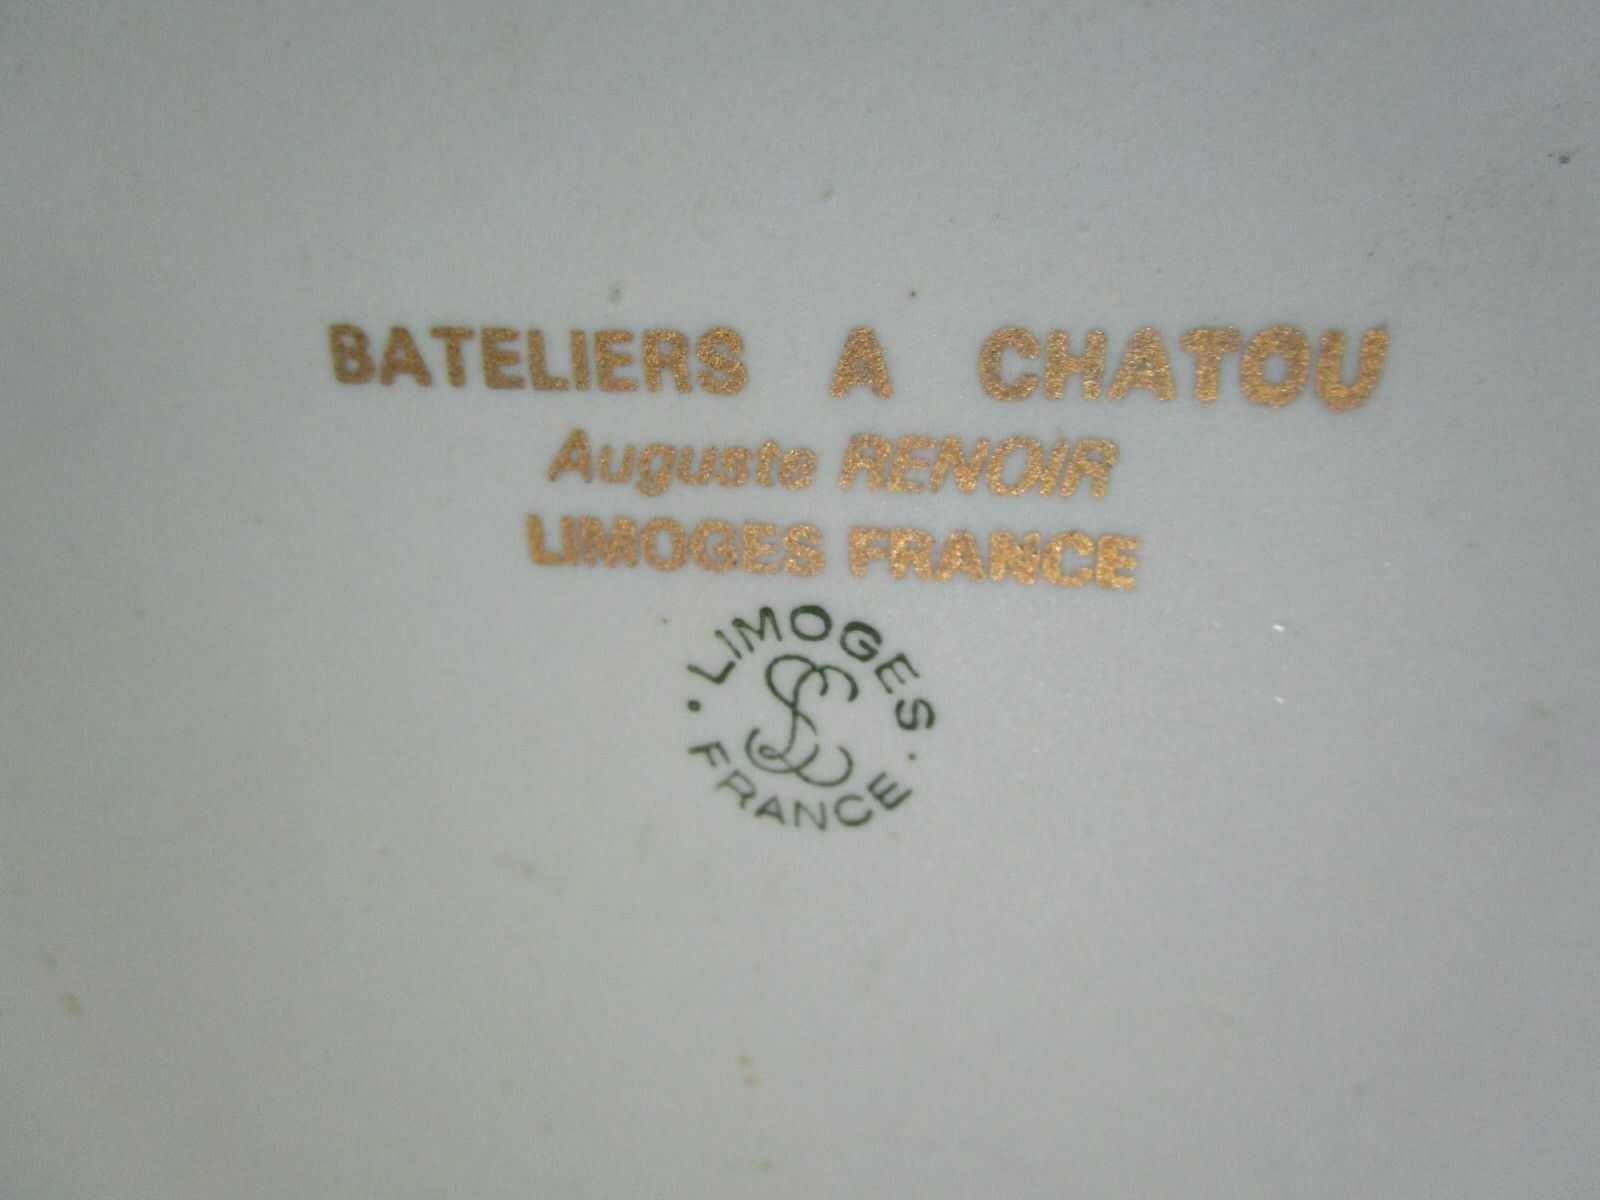 BATELIERS A CHATOU
Auguste RENOIR
LIMOGES FRANCE
LIMOGES
FRANCE